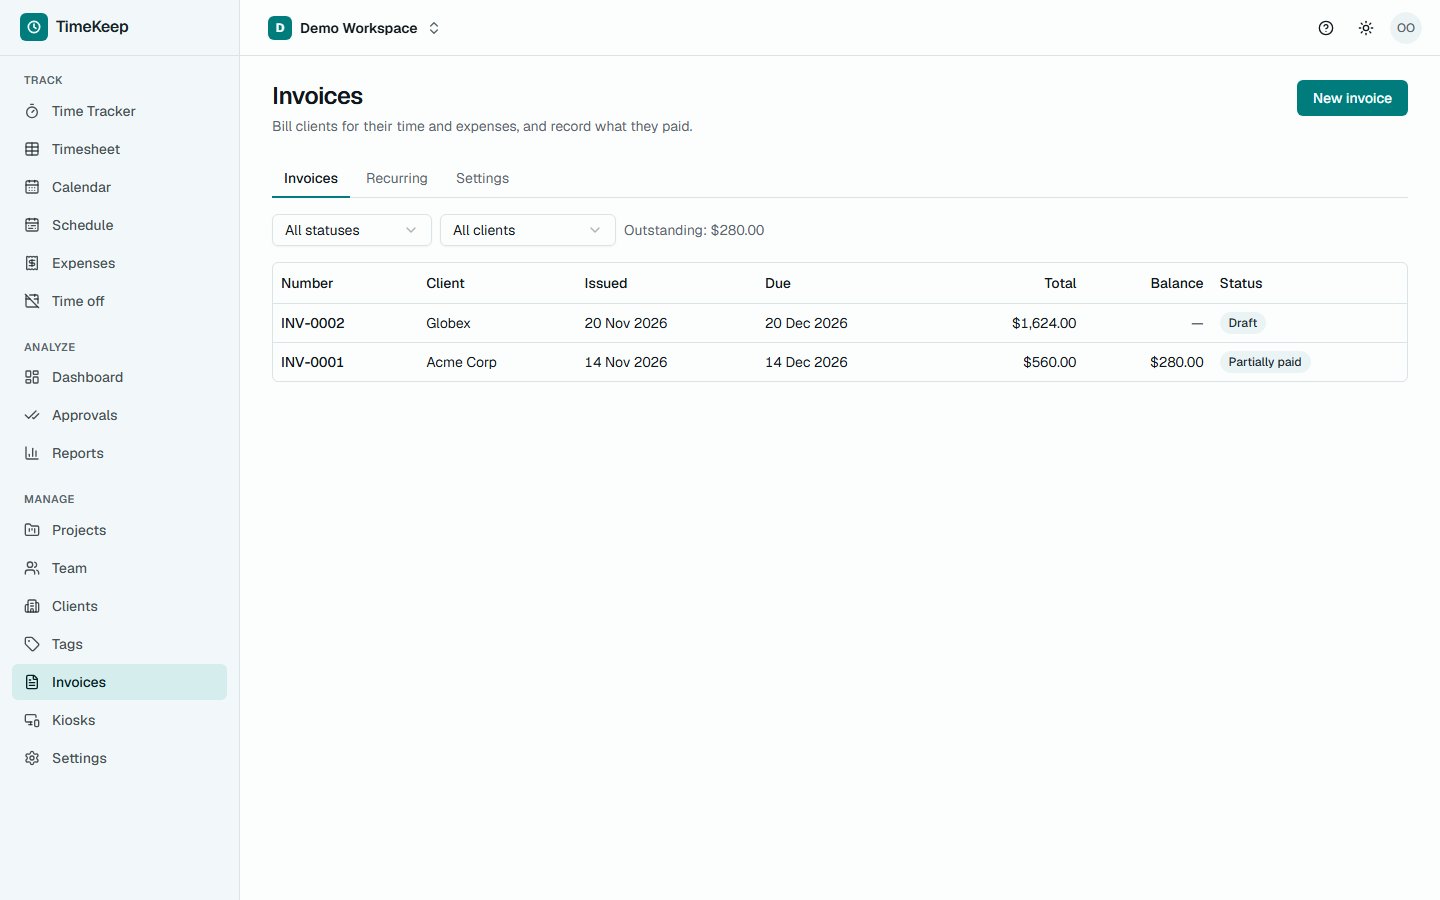 TimeKeep
D Demo Workspace
OO
TRACK
Time Tracker
Timesheet
Calendar
Schedule
Expenses
Time off
ANALYZE
Dashboard
Approvals
Reports
MANAGE
Projects
Team
Clients
Tags
Invoices
Kiosks
Settings
Invoices
New invoice
Bill clients for their time and expenses, and record what they paid.
Invoices Recurring Settings
All statuses All clients Outstanding: $280.00
Number Client Issued Due Total Balance Status
INV-0002 Globex 20 Nov 2026 20 Dec 2026 $1,624.00 — Draft
INV-0001 Acme Corp 14 Nov 2026 14 Dec 2026 $560.00 $280.00 Partially paid